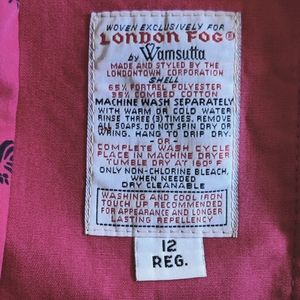 WOVEN EXCLUSIVELY FOR
LONDON FOG®
by Wamsutta
MADE AND STYLED BY THE
LONDONTOWN CORPORATION
SHELL
65% FORTREL POLYESTER
35% COMBED COTTON
MACHINE WASH SEPARATELY
WITH WARM OR COLD WATER
RINSE THREE (3) TIMES. REMOVE
ALL SOAPS. DO NOT SPIN DRY OR
WRING. HANG TO DRIP DRY.
-OR-
COMPLETE WASH CYCLE
PLACE IN MACHINE DRYER
TUMBLE DRY AT 160° F
ONLY NON-CHLORINE BLEACH,
WHEN NEEDED
DRY CLEANABLE
WASHING AND COOL IRON
TOUCH UP RECOMMENDED
FOR APPEARANCE AND LONGER
LASTING REPELLENCY
12
REG.